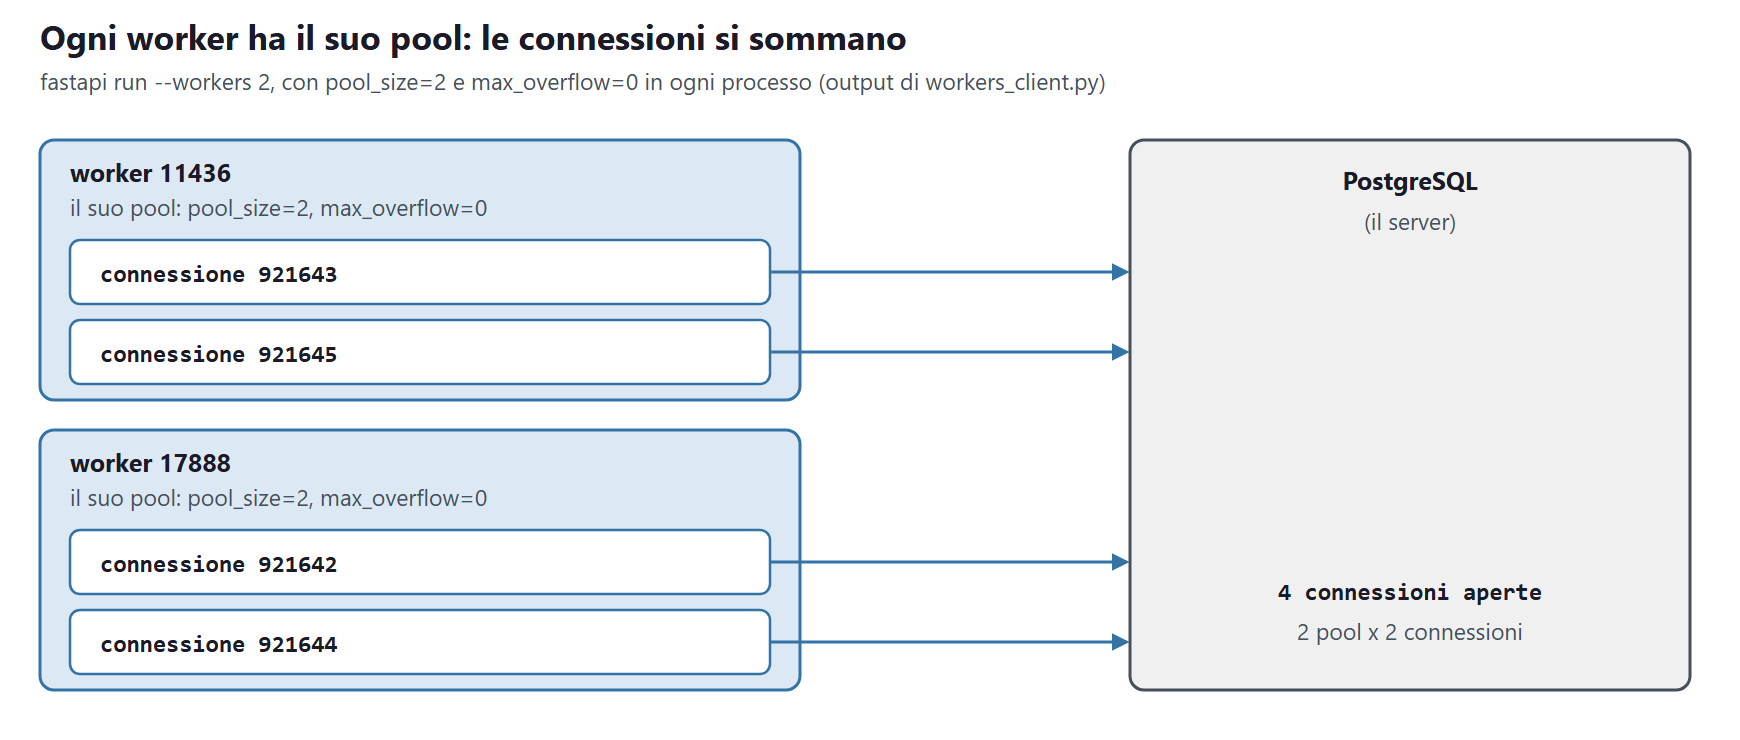 Ogni worker ha il suo pool: le connessioni si sommano
fastapi run --workers 2, con pool_size=2 e max_overflow=0 in ogni processo (output di workers_client.py)
worker 11436
il suo pool: pool_size=2, max_overflow=0
connessione 921643
connessione 921645
worker 17888
il suo pool: pool_size=2, max_overflow=0
connessione 921642
connessione 921644
PostgreSQL
(il server)
4 connessioni aperte
2 pool x 2 connessioni